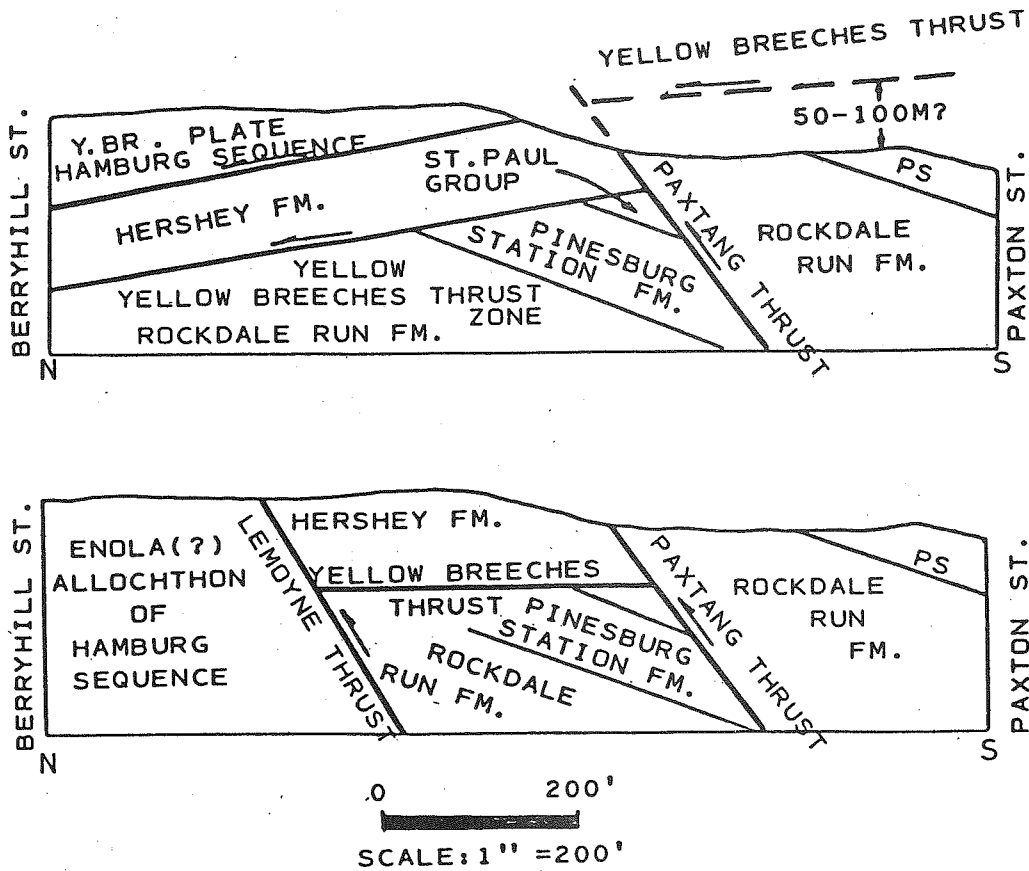 YELLOW BREECHES THRUST
50-100M?
BERRYHILL ST.
Y. BR. PLATE
HAMBURG SEQUENCE
ST. PAUL
GROUP
PAXTANG THRUST
PS
PAXTON ST.
HERSHEY FM.
PINESBURG
STATION FM.
ROCKDALE
RUN FM.
YELLOW
YELLOW BREECHES THRUST
ZONE
ROCKDALE RUN FM.
N
S
BERRYHILL ST.
ENOLA(?)
ALLOCHTHON
OF
HAMBURG
SEQUENCE
LEMOYNE THRUST
HERSHEY FM.
YELLOW BREECHES
THRUST
PINESBURG
STATION FM.
ROCKDALE
RUN FM.
PAXTANG THRUST
ROCKDALE
RUN
FM.
PS
PAXTON ST.
N
S
0 200'
SCALE: 1" =200'